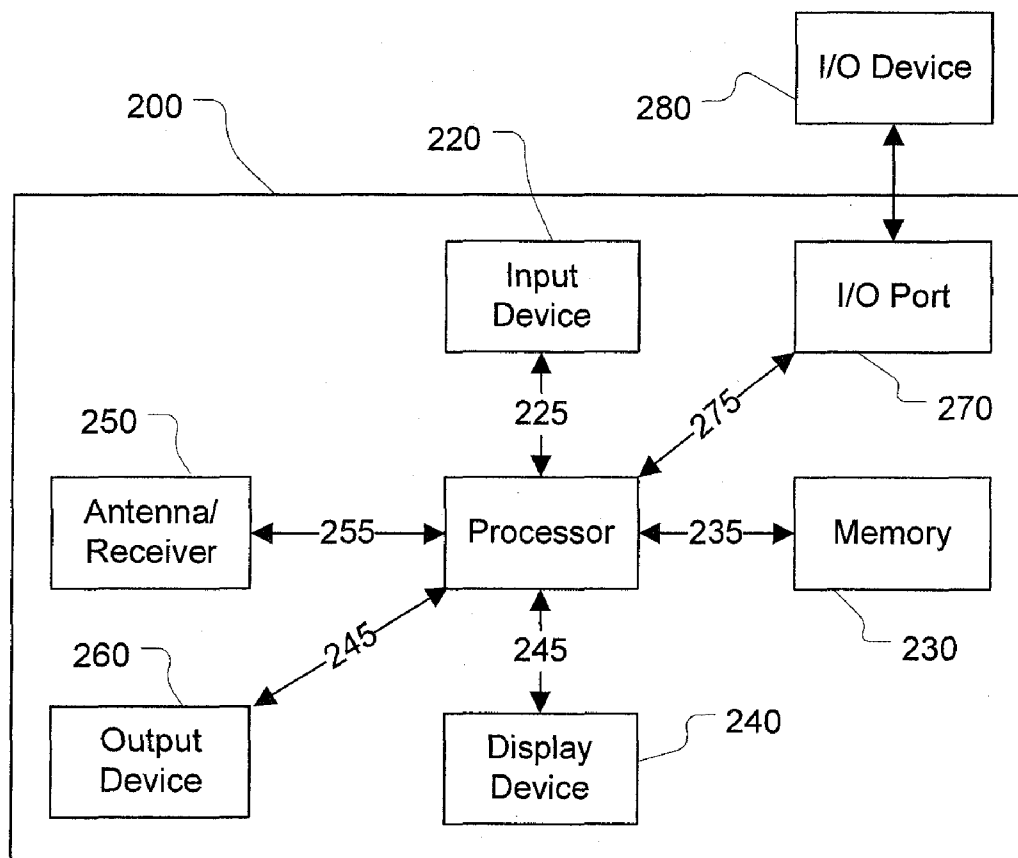 I/O Device
280
200
220
Input
Device
I/O Port
225
275
270
250
Antenna/
Receiver
255
Processor
235
Memory
230
260
245
245
240
Output
Device
Display
Device